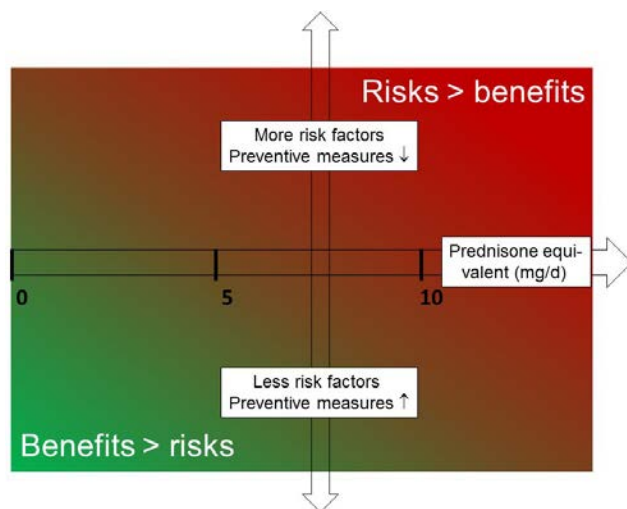 Risks > benefits
More risk factors
Preventive measures ↓
Prednisone equi-
valent (mg/d)
0
5
10
Less risk factors
Preventive measures ↑
Benefits > risks